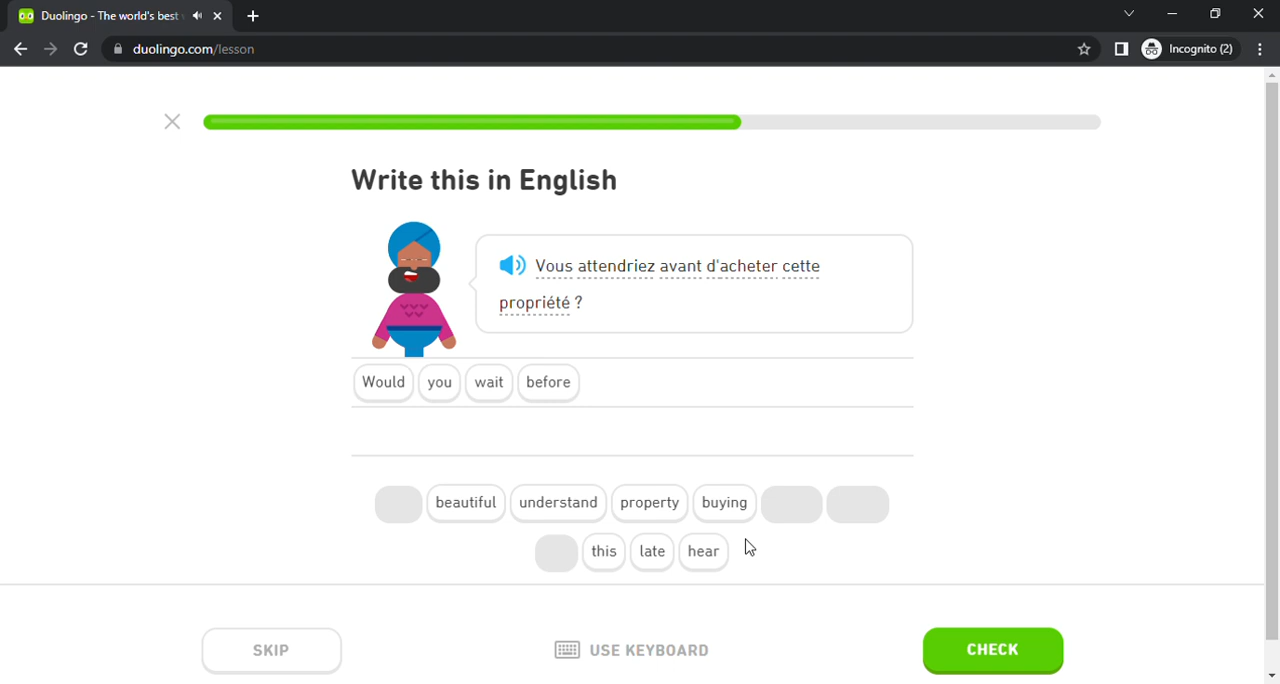 Duolingo - The world's best
duolingo.com/lesson
Incognito (2)
Write this in English
Vous attendriez avant d'acheter cette
propriété ?
Would you wait before
beautiful understand property buying
this late hear
SKIP USE KEYBOARD CHECK